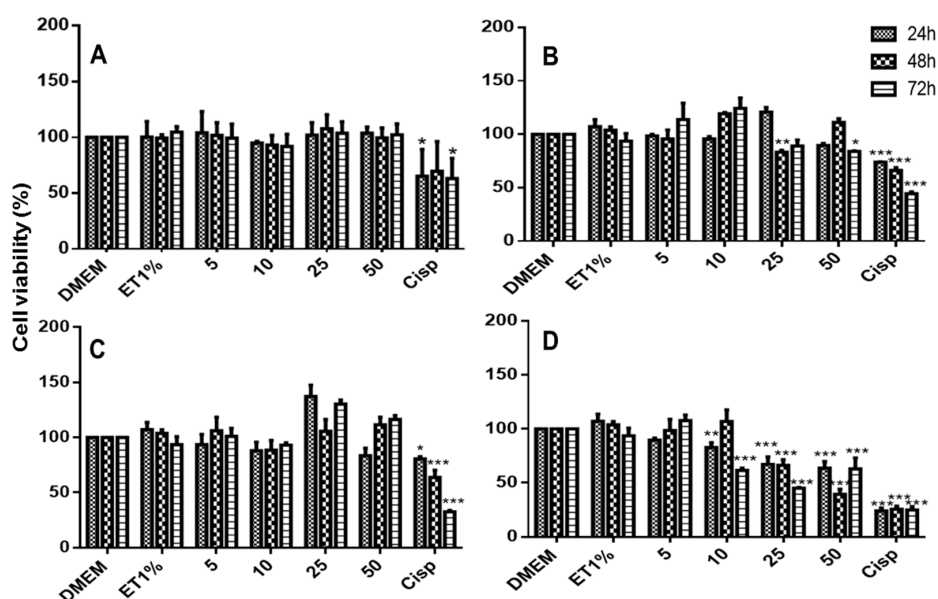 Cell viability (%)
A
200
150
100
50
0
* *
DMEM ET1% 5 10 25 50 Cisp
B
24h
48h
72h
200
150
100
50
0
** * *** *** ***
DMEM ET1% 5 10 25 50 Cisp
C
200
150
100
50
0
* *** ***
DMEM ET1% 5 10 25 50 Cisp
D
200
150
100
50
0
** *** *** *** *** *** *** *** ***
DMEM ET1% 5 10 25 50 Cisp